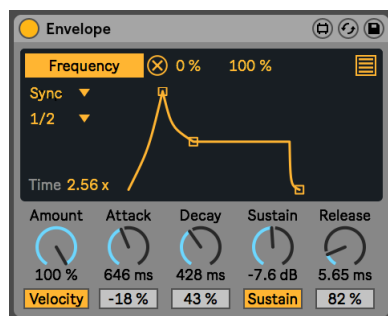 Envelope
Frequency 0 % 100 %
Sync
1/2
Time 2.56 x
Amount Attack Decay Sustain Release
100 % 646 ms 428 ms -7.6 dB 5.65 ms
Velocity -18 % 43 % Sustain 82 %